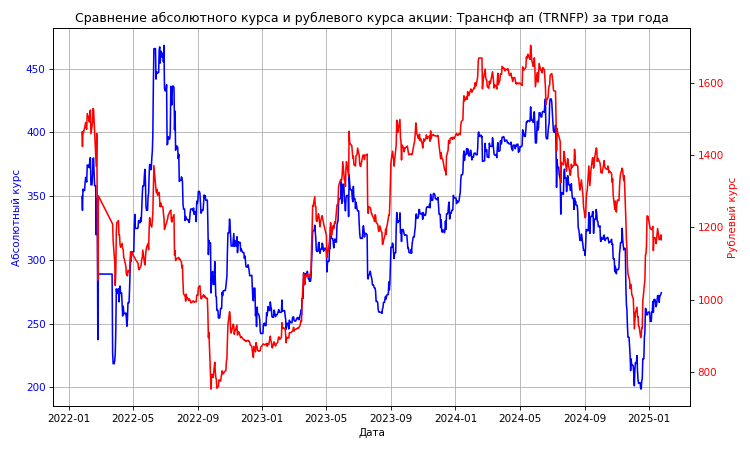 Сравнение абсолютного курса и рублевого курса акции: Транснф ап (TRNFP) за три года
Абсолютный курс
450
400
350
300
250
200
1600
1400
1200
1000
800
Рублевый курс
2022-01 2022-05 2022-09 2023-01 2023-05 2023-09 2024-01 2024-05 2024-09 2025-01
Дата